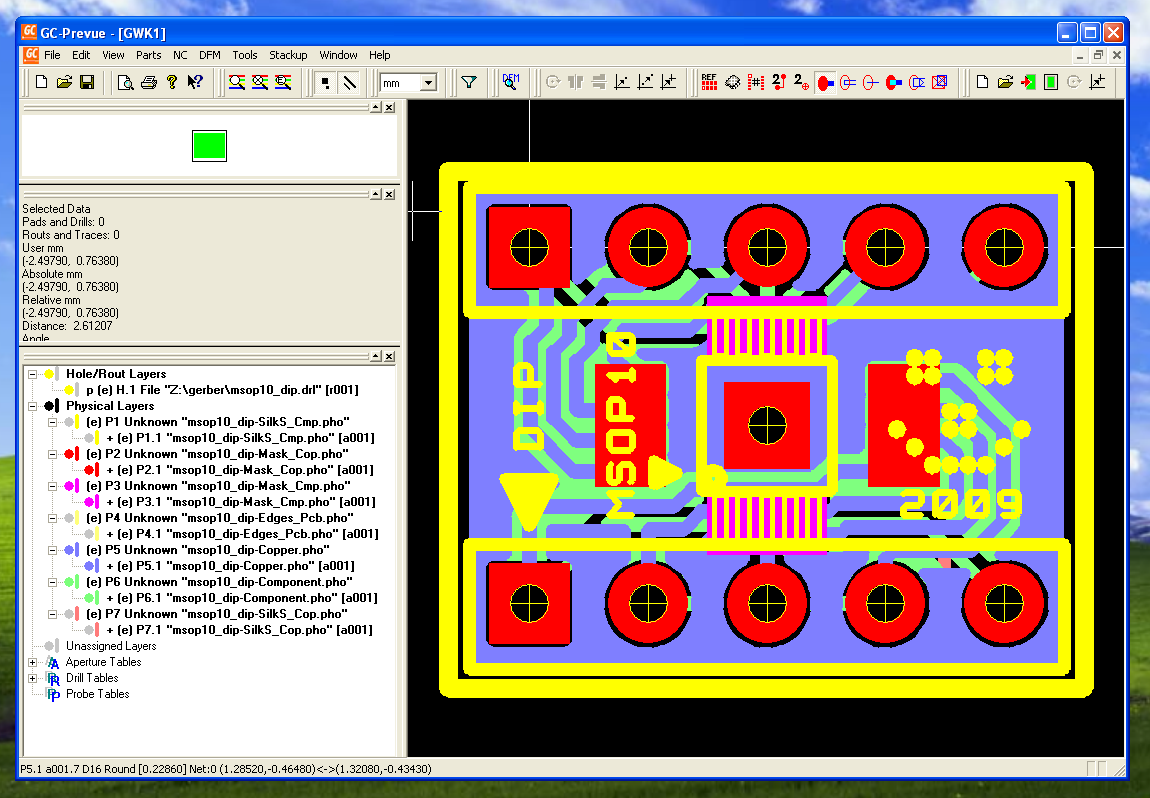 GC GC-Prevue - [GWK1]
GC File Edit View Parts NC DFM Tools Stackup Window Help
mm DFM REF 2 2
Selected Data
Pads and Drills: 0
Routs and Traces: 0
User mm
(-2.49790, 0.76380)
Absolute mm
(-2.49790, 0.76380)
Relative mm
(-2.49790, 0.76380)
Distance: 2.61207
Angle
Hole/Rout Layers
p (e) H.1 File "Z:\gerber\msop10_dip.drl" [r001]
Physical Layers
(e) P1 Unknown "msop10_dip-SilkS_Cmp.pho"
+ (e) P1.1 "msop10_dip-SilkS_Cmp.pho" [a001]
(e) P2 Unknown "msop10_dip-Mask_Cop.pho"
+ (e) P2.1 "msop10_dip-Mask_Cop.pho" [a001]
(e) P3 Unknown "msop10_dip-Mask_Cmp.pho"
+ (e) P3.1 "msop10_dip-Mask_Cmp.pho" [a001]
(e) P4 Unknown "msop10_dip-Edges_Pcb.pho"
+ (e) P4.1 "msop10_dip-Edges_Pcb.pho" [a001]
(e) P5 Unknown "msop10_dip-Copper.pho"
+ (e) P5.1 "msop10_dip-Copper.pho" [a001]
(e) P6 Unknown "msop10_dip-Component.pho"
+ (e) P6.1 "msop10_dip-Component.pho" [a001]
(e) P7 Unknown "msop10_dip-SilkS_Cop.pho"
+ (e) P7.1 "msop10_dip-SilkS_Cop.pho" [a001]
Unassigned Layers
Aperture Tables
Drill Tables
Probe Tables
DIP
MSOP10
2009
P5.1 a001.7 D16 Round [0.22860] Net:0 (1.28520,-0.46480)<->(1.32080,-0.43430)